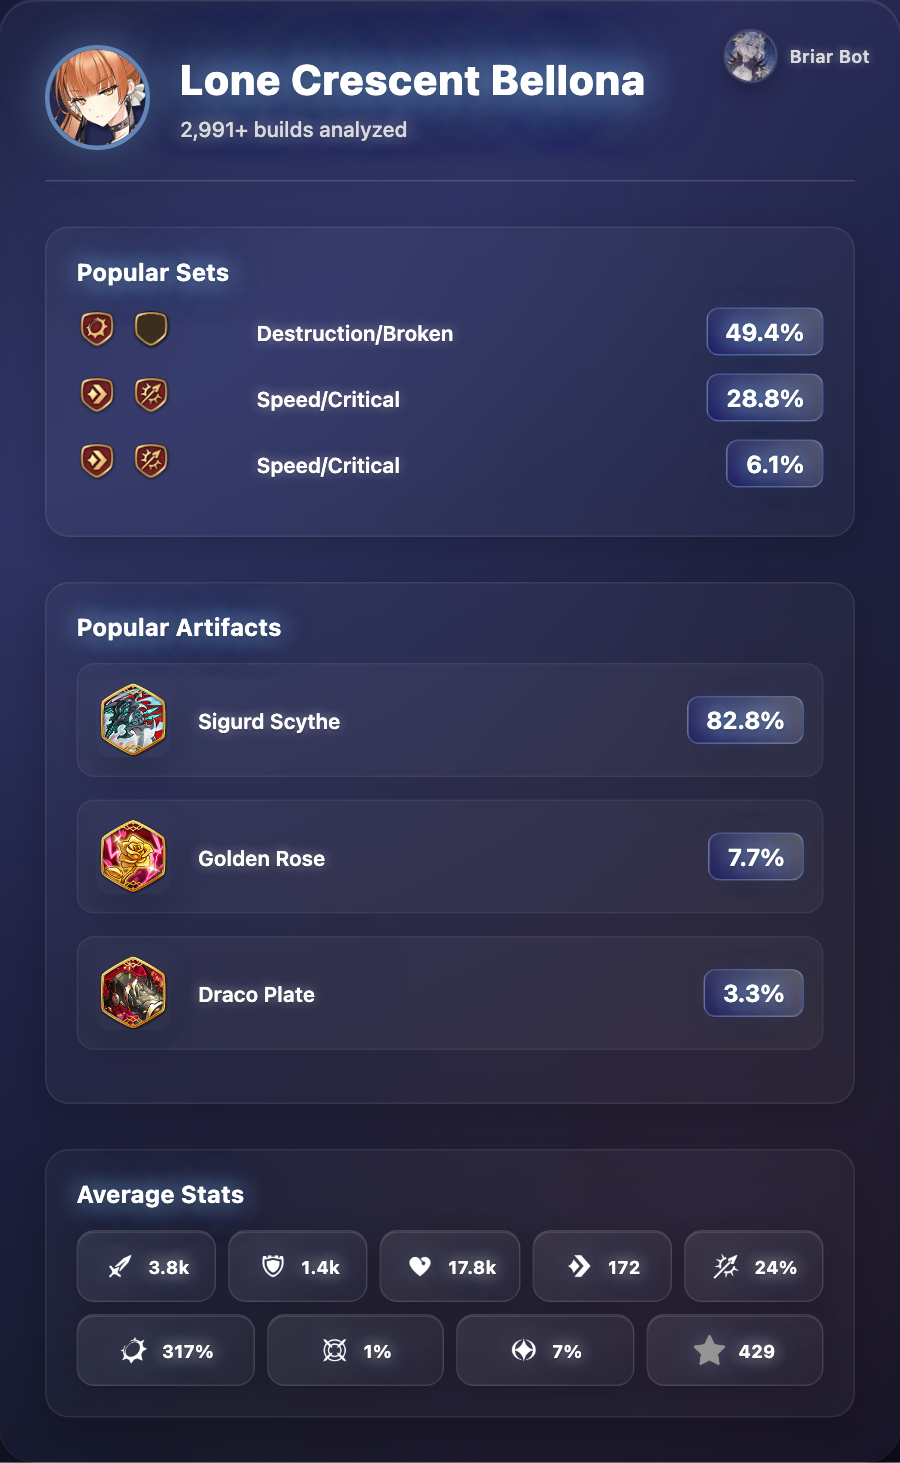 Lone Crescent Bellona
2,991+ builds analyzed
Briar Bot
Popular Sets
Destruction/Broken 49.4%
Speed/Critical 28.8%
Speed/Critical 6.1%
Popular Artifacts
Sigurd Scythe 82.8%
Golden Rose 7.7%
Draco Plate 3.3%
Average Stats
3.8k 1.4k 17.8k 172 24%
317% 1% 7% 429